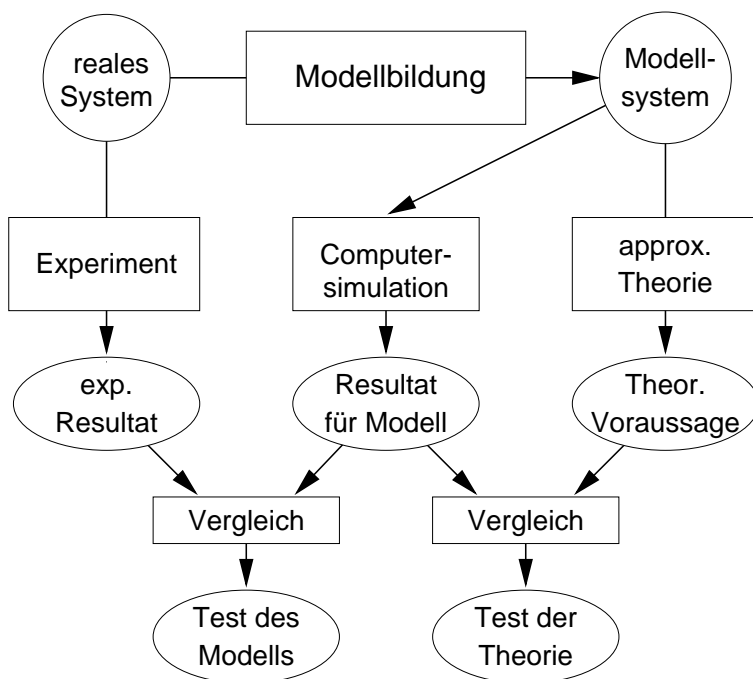 reales
System
Modellbildung
Modell-
system
Experiment
Computer-
simulation
approx.
Theorie
exp.
Resultat
Resultat
für Modell
Theor.
Voraussage
Vergleich
Vergleich
Test des
Modells
Test der
Theorie